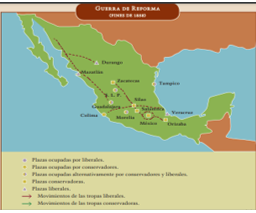 GUERRA DE REFORMA
(FINES DE 1858)
Durango
Mazatlán
Zacatecas
Tampico
S. L. P.
Guadalajara
Silao
Querétaro
Colima
Morelia
México
Veracruz
Orizaba
Plazas ocupadas por liberales.
Plazas ocupadas por conservadores.
Plazas ocupadas alternativamente por conservadores y liberales.
Plazas conservadoras.
Plazas liberales.
Movimientos de las tropas liberales.
Movimientos de las tropas conservadoras.